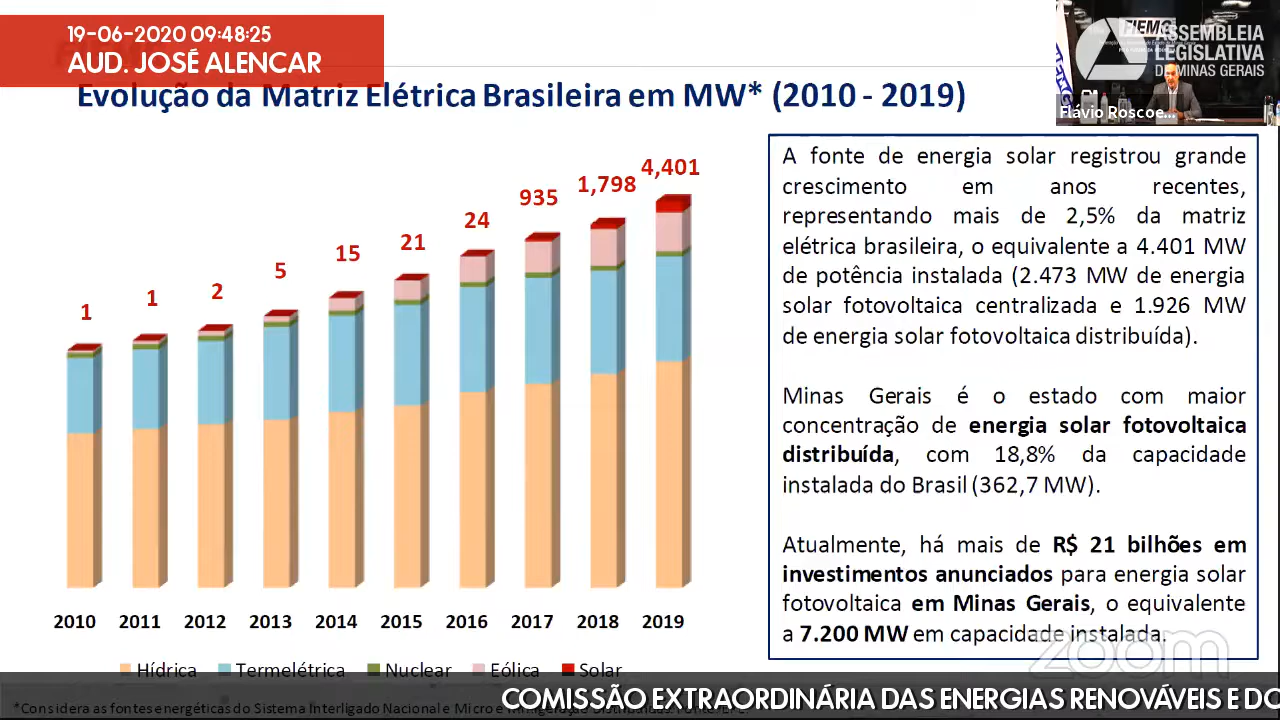 19-06-2020 09:48:25
AUD. JOSÉ ALENCAR
FIEMG
ASSEMBLEIA
LEGISLATIVA
DE MINAS GERAIS
Flávio Roscoe...
Evolução da Matriz Elétrica Brasileira em MW* (2010 - 2019)
1
1
2
5
15
21
24
935
1,798
4,401
2010 2011 2012 2013 2014 2015 2016 2017 2018 2019
Hídrica Termelétrica Nuclear Eólica Solar
A fonte de energia solar registrou grande
crescimento em anos recentes,
representando mais de 2,5% da matriz
elétrica brasileira, o equivalente a 4.401 MW
de potência instalada (2.473 MW de energia
solar fotovoltaica centralizada e 1.926 MW
de energia solar fotovoltaica distribuída).
Minas Gerais é o estado com maior
concentração de energia solar fotovoltaica
distribuída, com 18,8% da capacidade
instalada do Brasil (362,7 MW).
Atualmente, há mais de R$ 21 bilhões em
investimentos anunciados para energia solar
fotovoltaica em Minas Gerais, o equivalente
a 7.200 MW em capacidade instalada.
zoom
*Considera as fontes energéticas do Sistema Interligado Nacional e Micro e
COMISSÃO EXTRAORDINÁRIA DAS ENERGIAS RENOVÁVEIS E DO